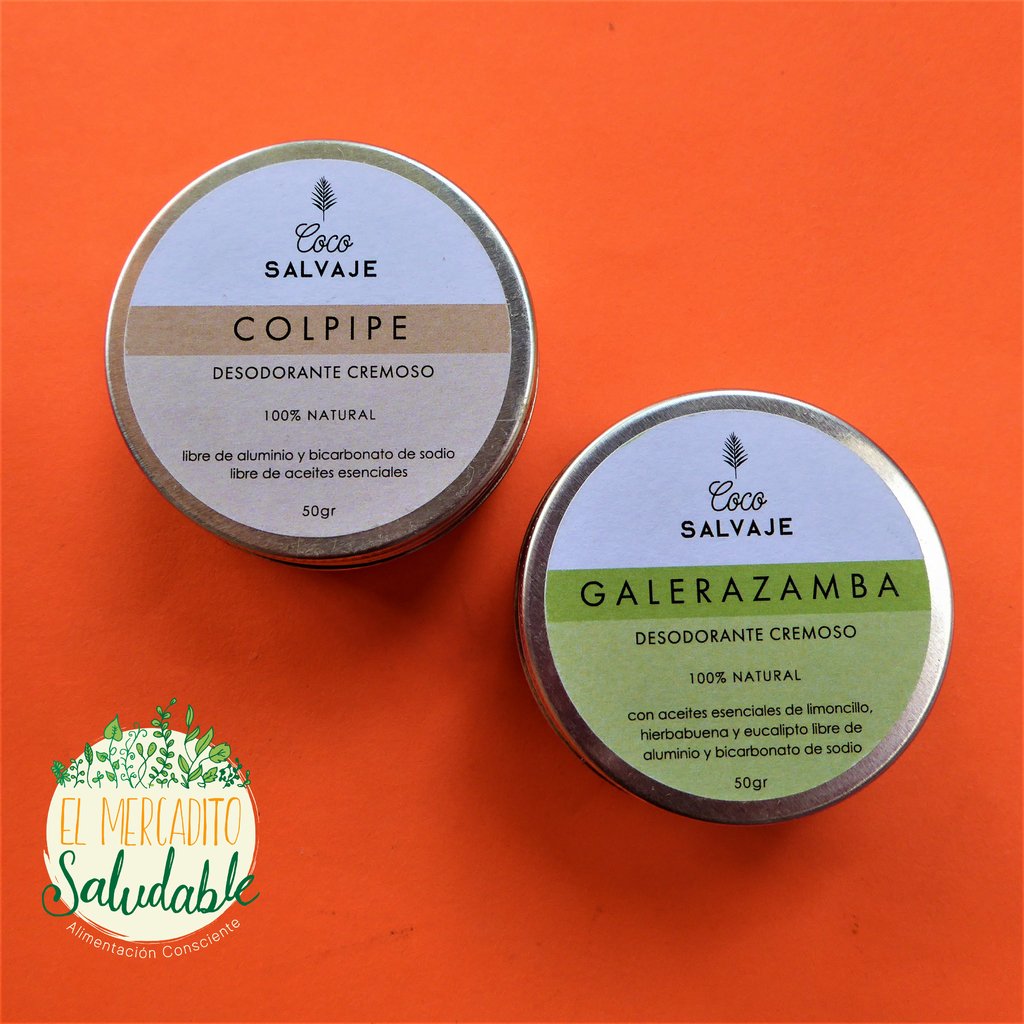 Coco
SALVAJE
COLPIPE
DESODORANTE CREMOSO
100% NATURAL
libre de aluminio y bicarbonato de sodio
libre de aceites esenciales
50gr
Coco
SALVAJE
GALERAZAMBA
DESODORANTE CREMOSO
100% NATURAL
con aceites esenciales de limoncillo,
hierbabuena y eucalipto libre de
aluminio y bicarbonato de sodio
50gr
EL MERCADITO
Saludable
Alimentación Consciente